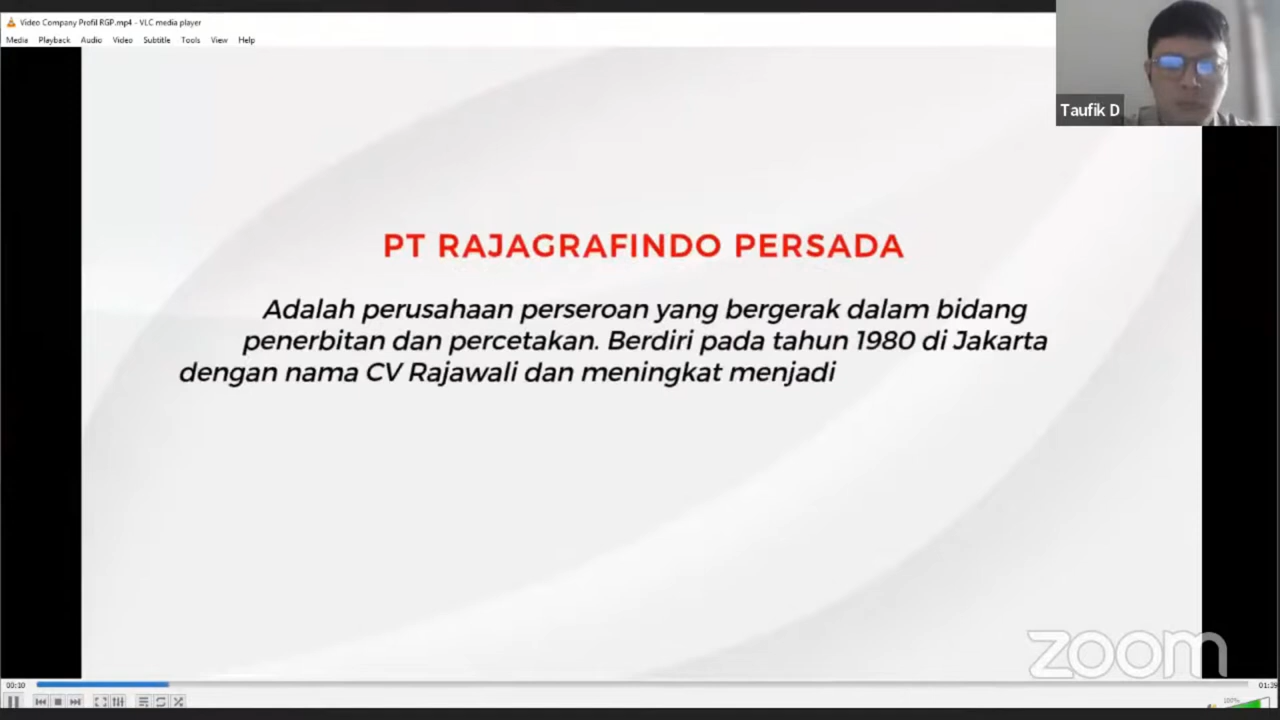 Video Company Profil RGP.mp4 - VLC media player
Media Playback Audio Video Subtitle Tools View Help
Taufik D
PT RAJAGRAFINDO PERSADA
Adalah perusahaan perseroan yang bergerak dalam bidang
penerbitan dan percetakan. Berdiri pada tahun 1980 di Jakarta
dengan nama CV Rajawali dan meningkat menjadi
zoom
00:10
100%